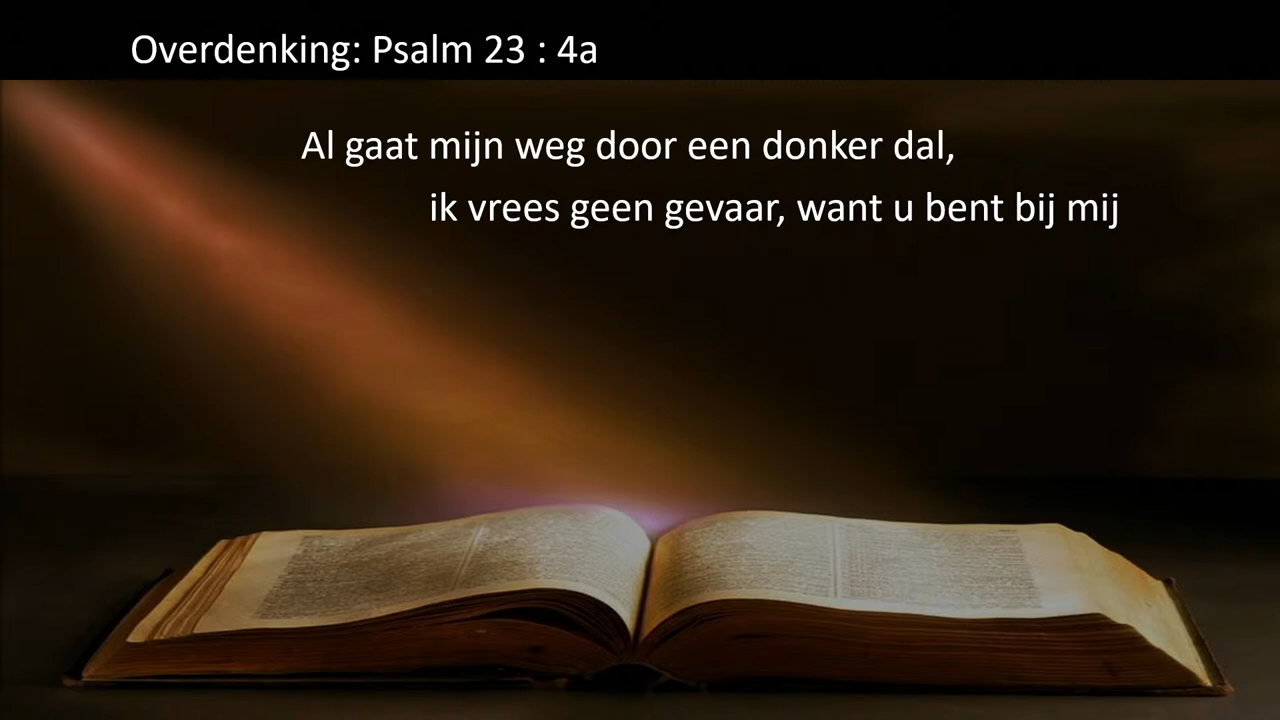 Overdenking: Psalm 23 : 4a
Al gaat mijn weg door een donker dal,
ik vrees geen gevaar, want u bent bij mij